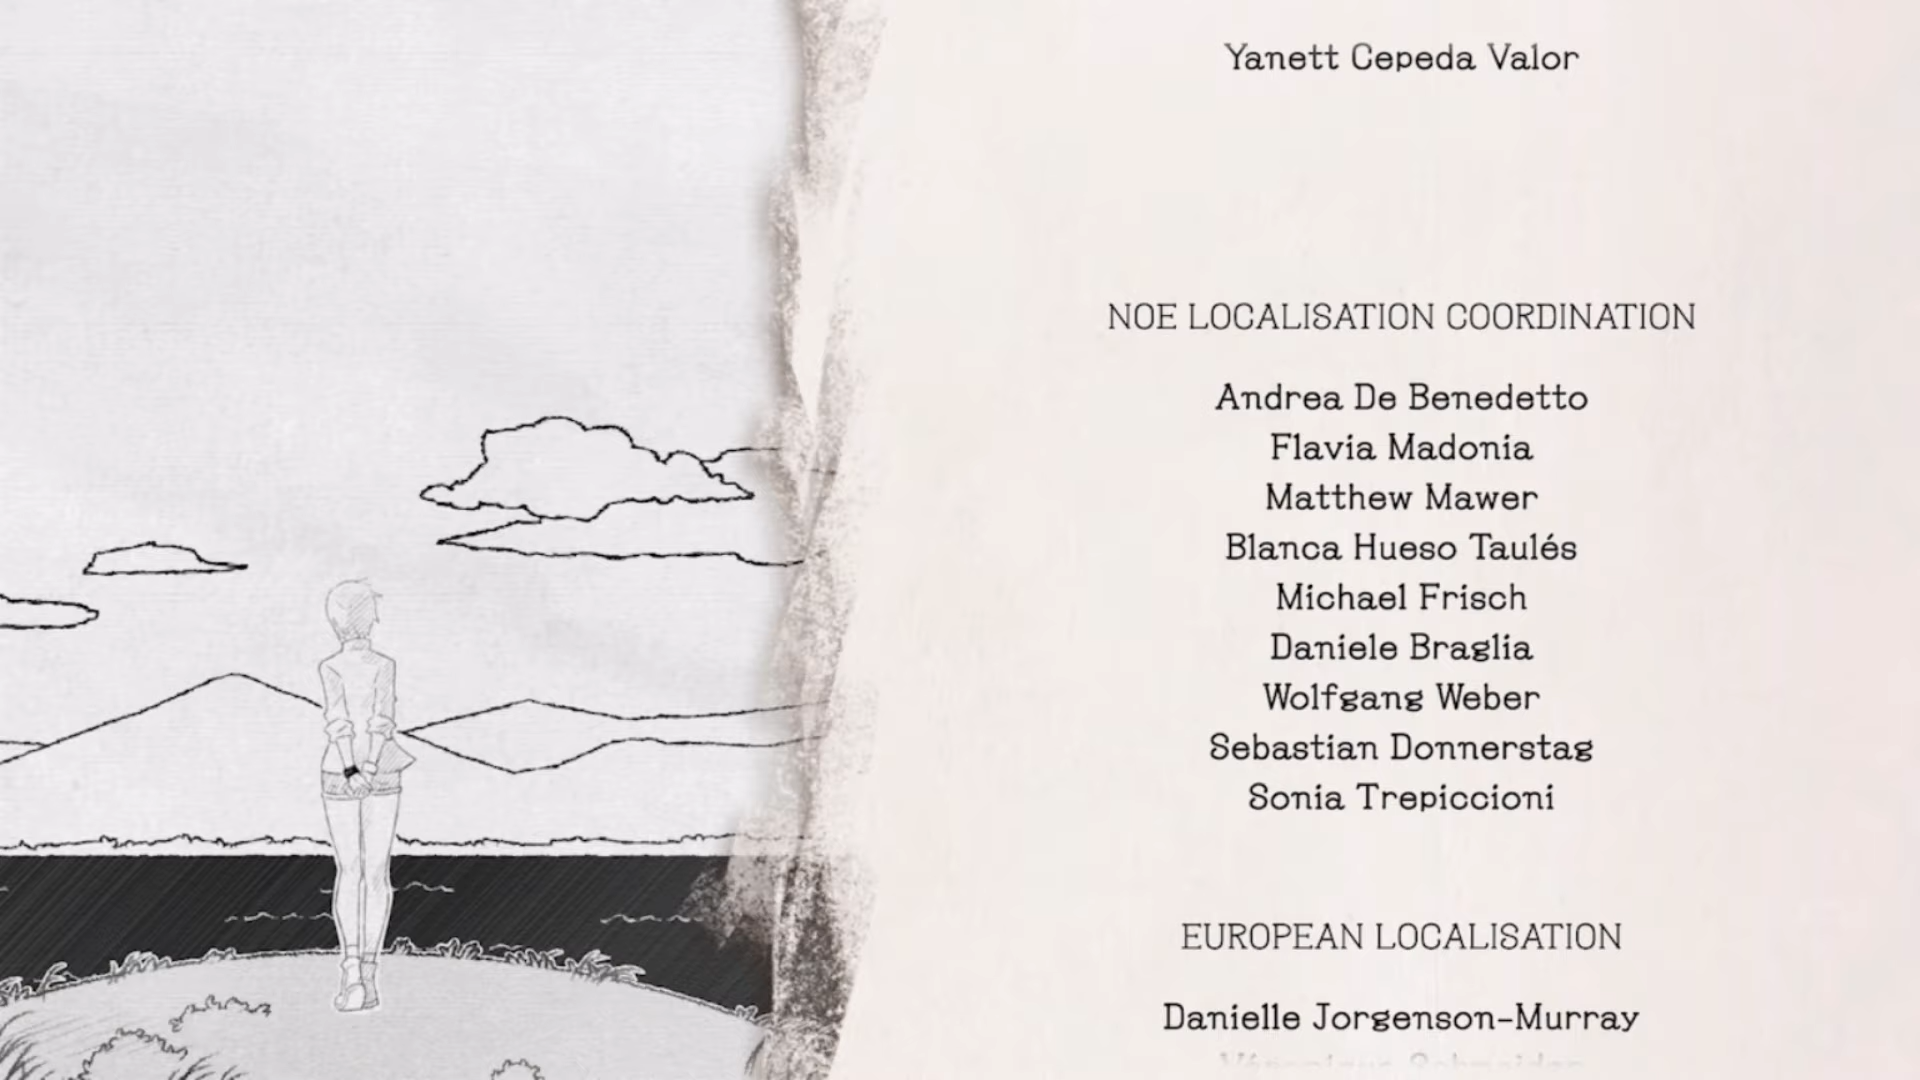 Yanett Cepeda Valor
NOE LOCALISATION COORDINATION
Andrea De Benedetto
Flavia Madonia
Matthew Mawer
Blanca Hueso Taulés
Michael Frisch
Daniele Braglia
Wolfgang Weber
Sebastian Donnerstag
Sonia Trepiccioni
EUROPEAN LOCALISATION
Danielle Jorgenson-Murray